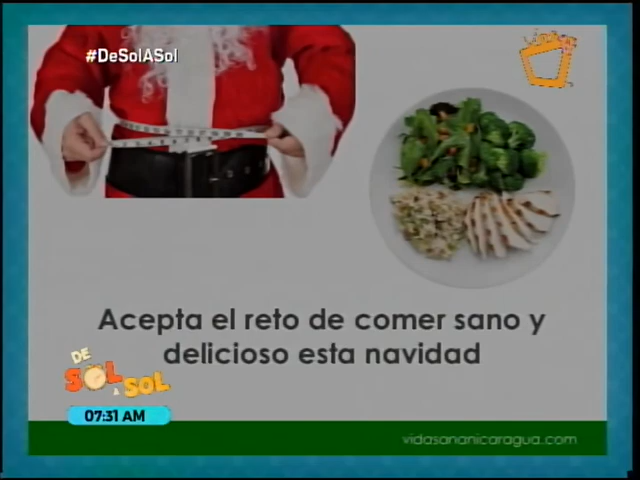 #DeSolASol
Acepta el reto de comer sano y
delicioso esta navidad
DE
SOL
A SOL
07:31 AM
vidasananicaragua.com